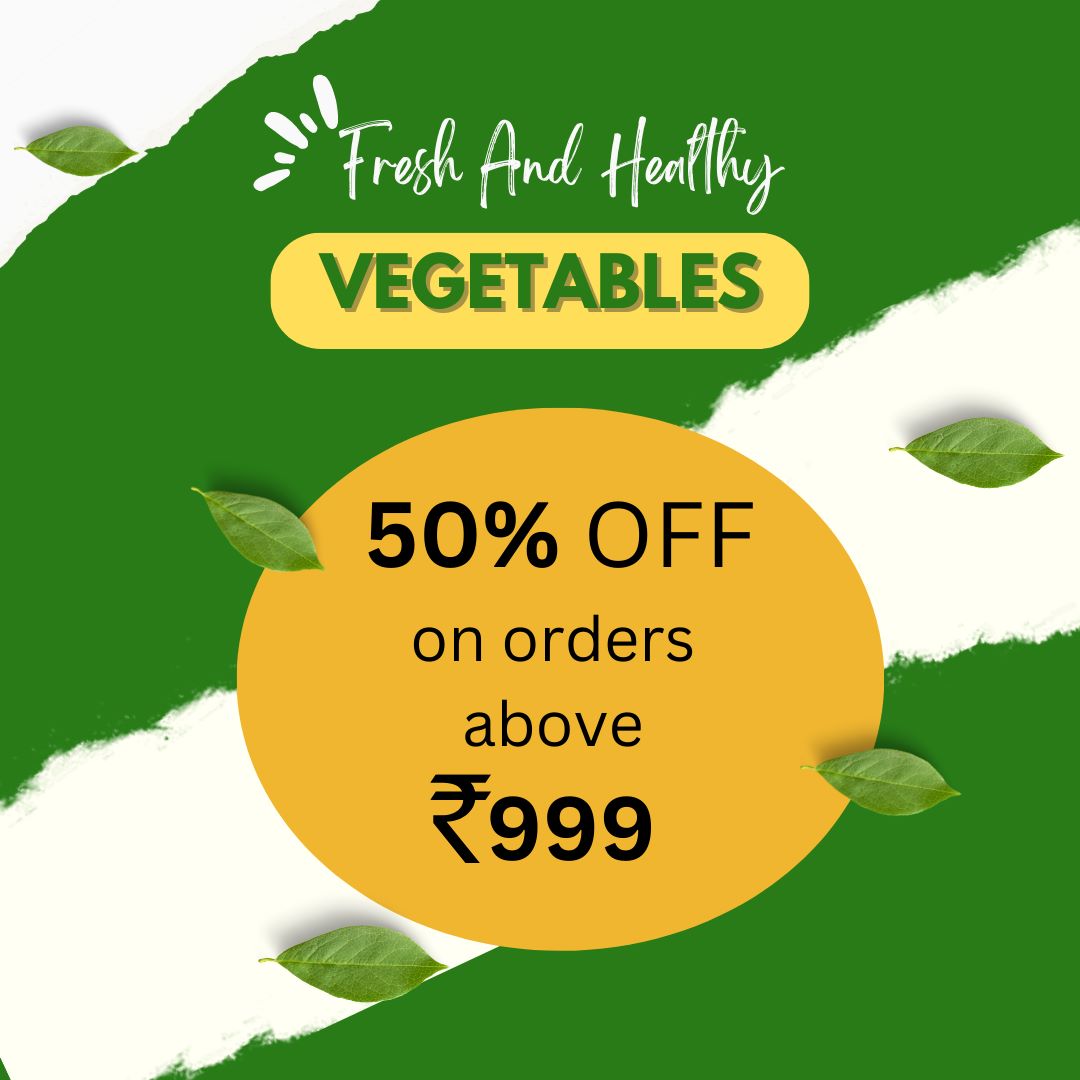 Fresh And Healthy
VEGETABLES
50% OFF
on orders
above
₹999